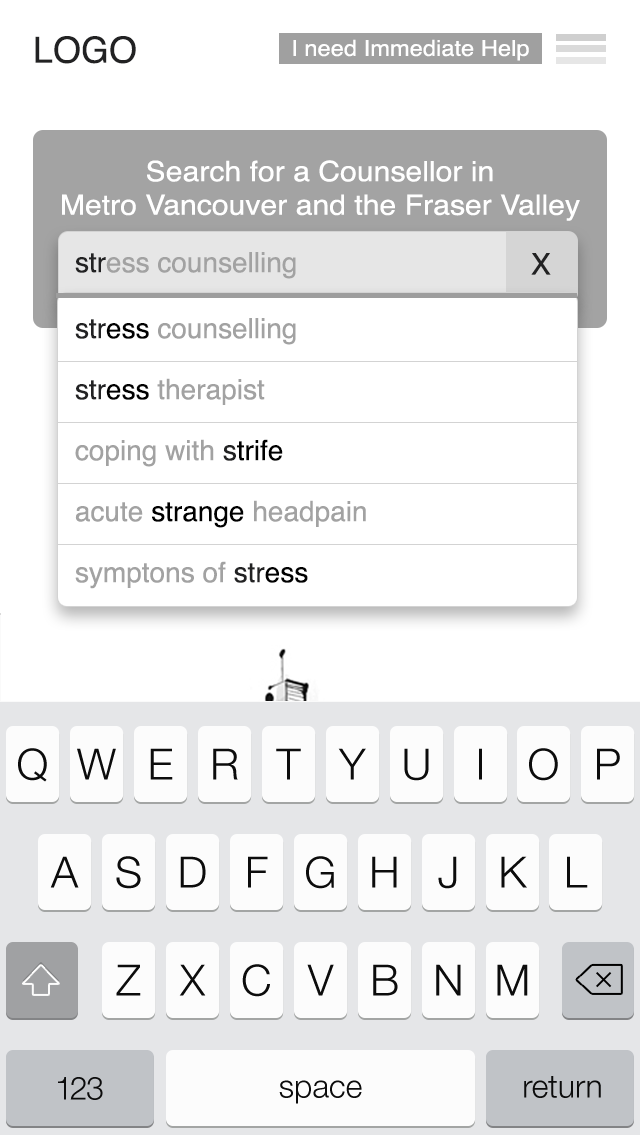 LOGO
I need Immediate Help
Search for a Counsellor in
Metro Vancouver and the Fraser Valley
stress counselling X
stress counselling
stress therapist
coping with strife
acute strange headpain
symptons of stress
Q W E R T Y U I O P
A S D F G H J K L
Z X C V B N M
123 space return